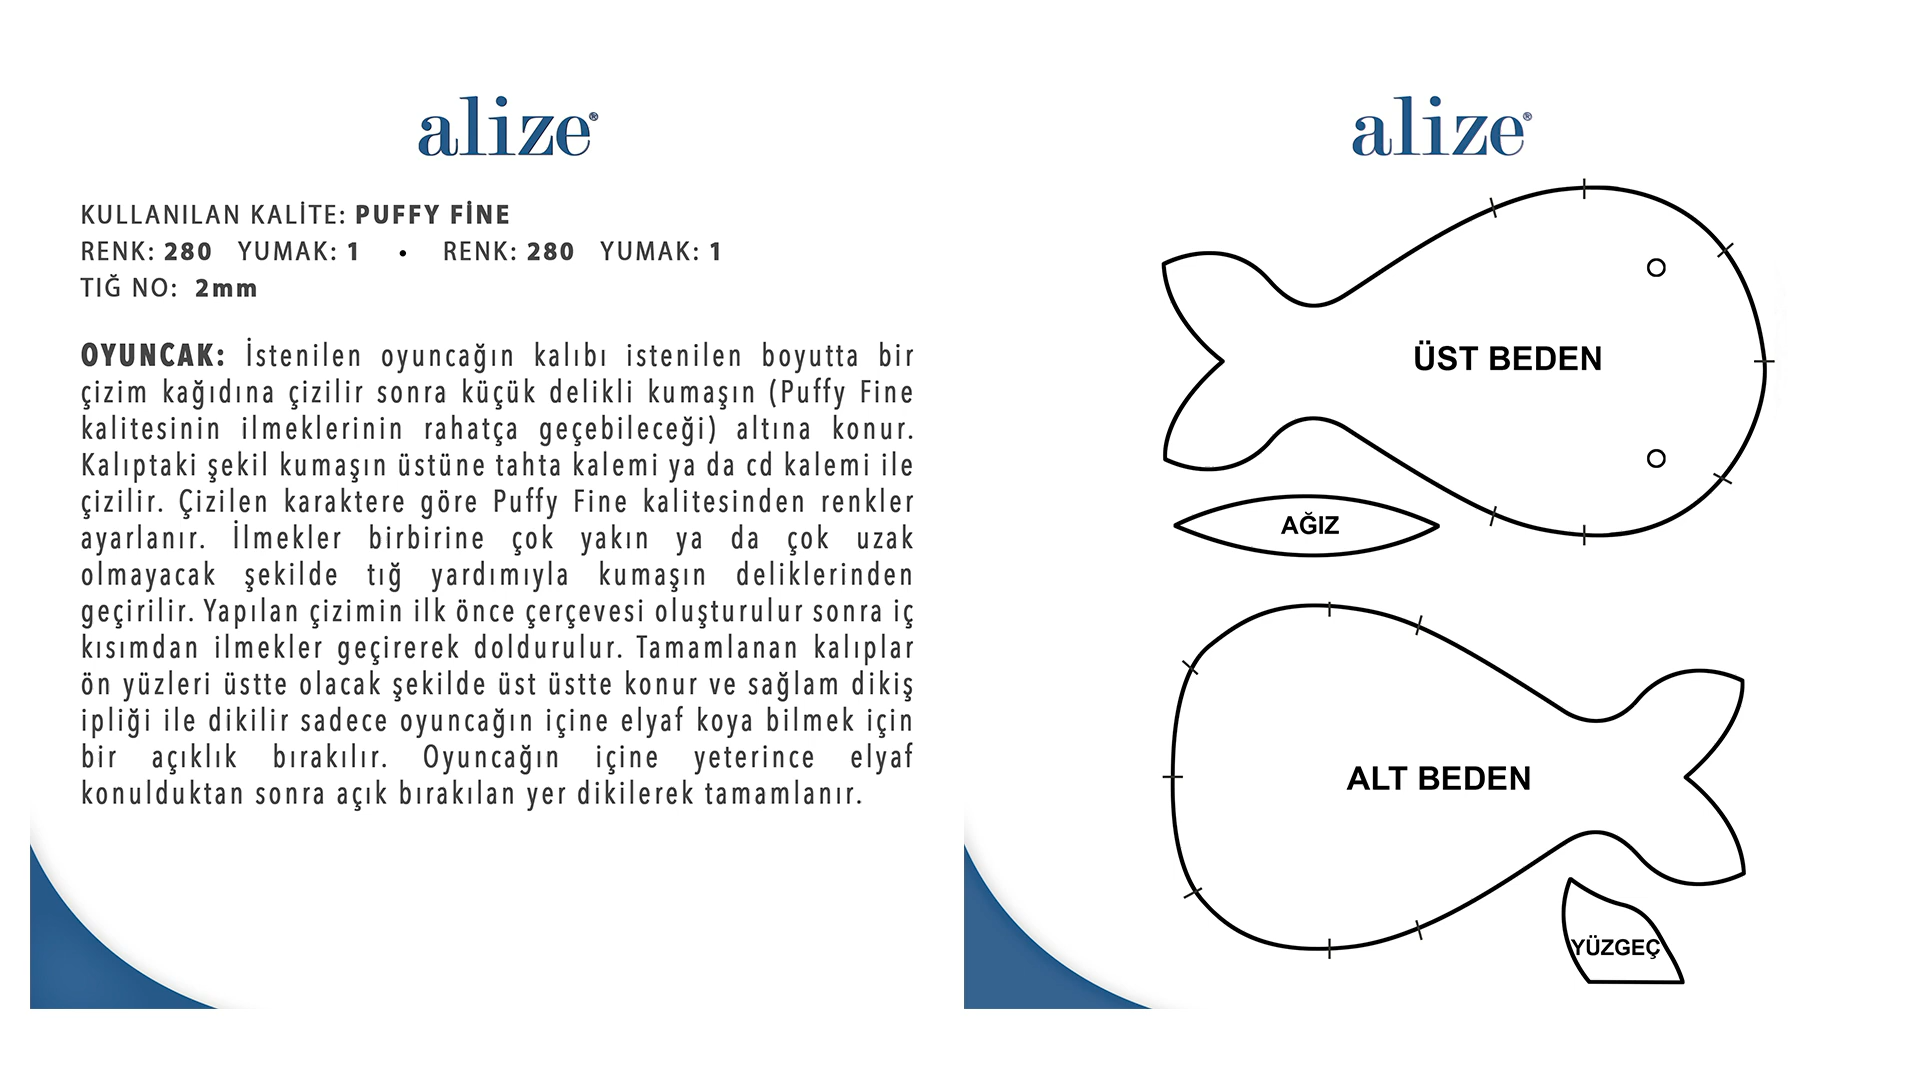 alize®
KULLANILAN KALİTE: PUFFY FİNE
RENK: 280 YUMAK: 1 • RENK: 280 YUMAK: 1
TIĞ NO: 2mm
OYUNCAK: İstenilen oyuncağın kalıbı istenilen boyutta bir
çizim kağıdına çizilir sonra küçük delikli kumaşın (Puffy Fine
kalitesinin ilmeklerinin rahatça geçebileceği) altına konur.
Kalıptaki şekil kumaşın üstüne tahta kalemi ya da cd kalemi ile
çizilir. Çizilen karaktere göre Puffy Fine kalitesinden renkler
ayarlanır. İlmekler birbirine çok yakın ya da çok uzak
olmayacak şekilde tığ yardımıyla kumaşın deliklerinden
geçirilir. Yapılan çizimin ilk önce çerçevesi oluşturulur sonra iç
kısımdan ilmekler geçirerek doldurulur. Tamamlanan kalıplar
ön yüzleri üstte olacak şekilde üst üstte konur ve sağlam dikiş
ipliği ile dikilir sadece oyuncağın içine elyaf koya bilmek için
bir açıklık bırakılır. Oyuncağın içine yeterince elyaf
konulduktan sonra açık bırakılan yer dikilerek tamamlanır.
alize®
ÜST BEDEN
AĞIZ
ALT BEDEN
YÜZGEÇ